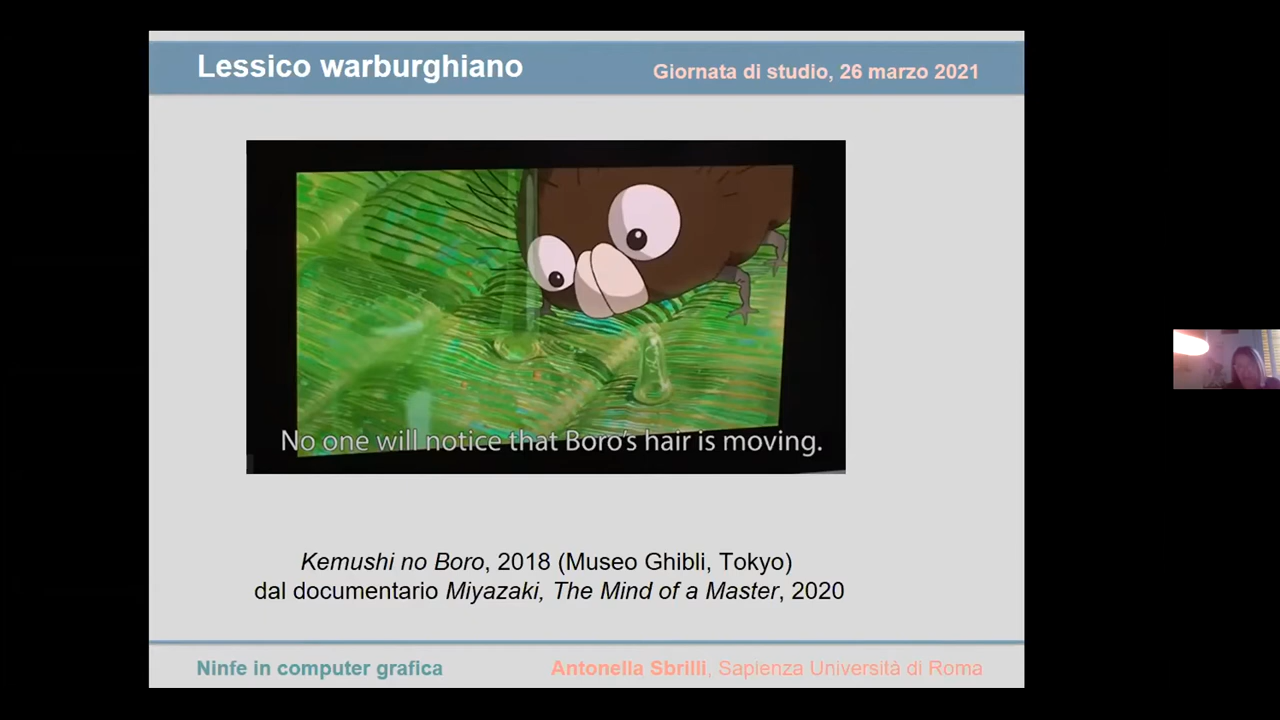 Lessico warburghiano
Giornata di studio, 26 marzo 2021
No one will notice that Boro's hair is moving.
Kemushi no Boro, 2018 (Museo Ghibli, Tokyo)
dal documentario Miyazaki, The Mind of a Master, 2020
Ninfe in computer grafica
Antonella Sbrilli, Sapienza Università di Roma